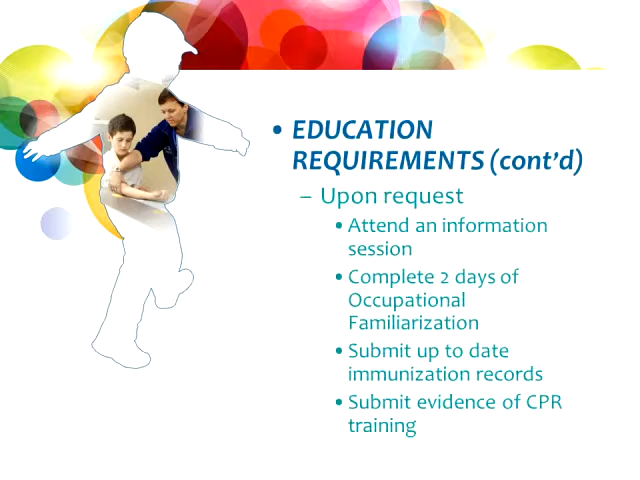 • EDUCATION
REQUIREMENTS (cont’d)
– Upon request
• Attend an information
session
• Complete 2 days of
Occupational
Familiarization
• Submit up to date
immunization records
• Submit evidence of CPR
training